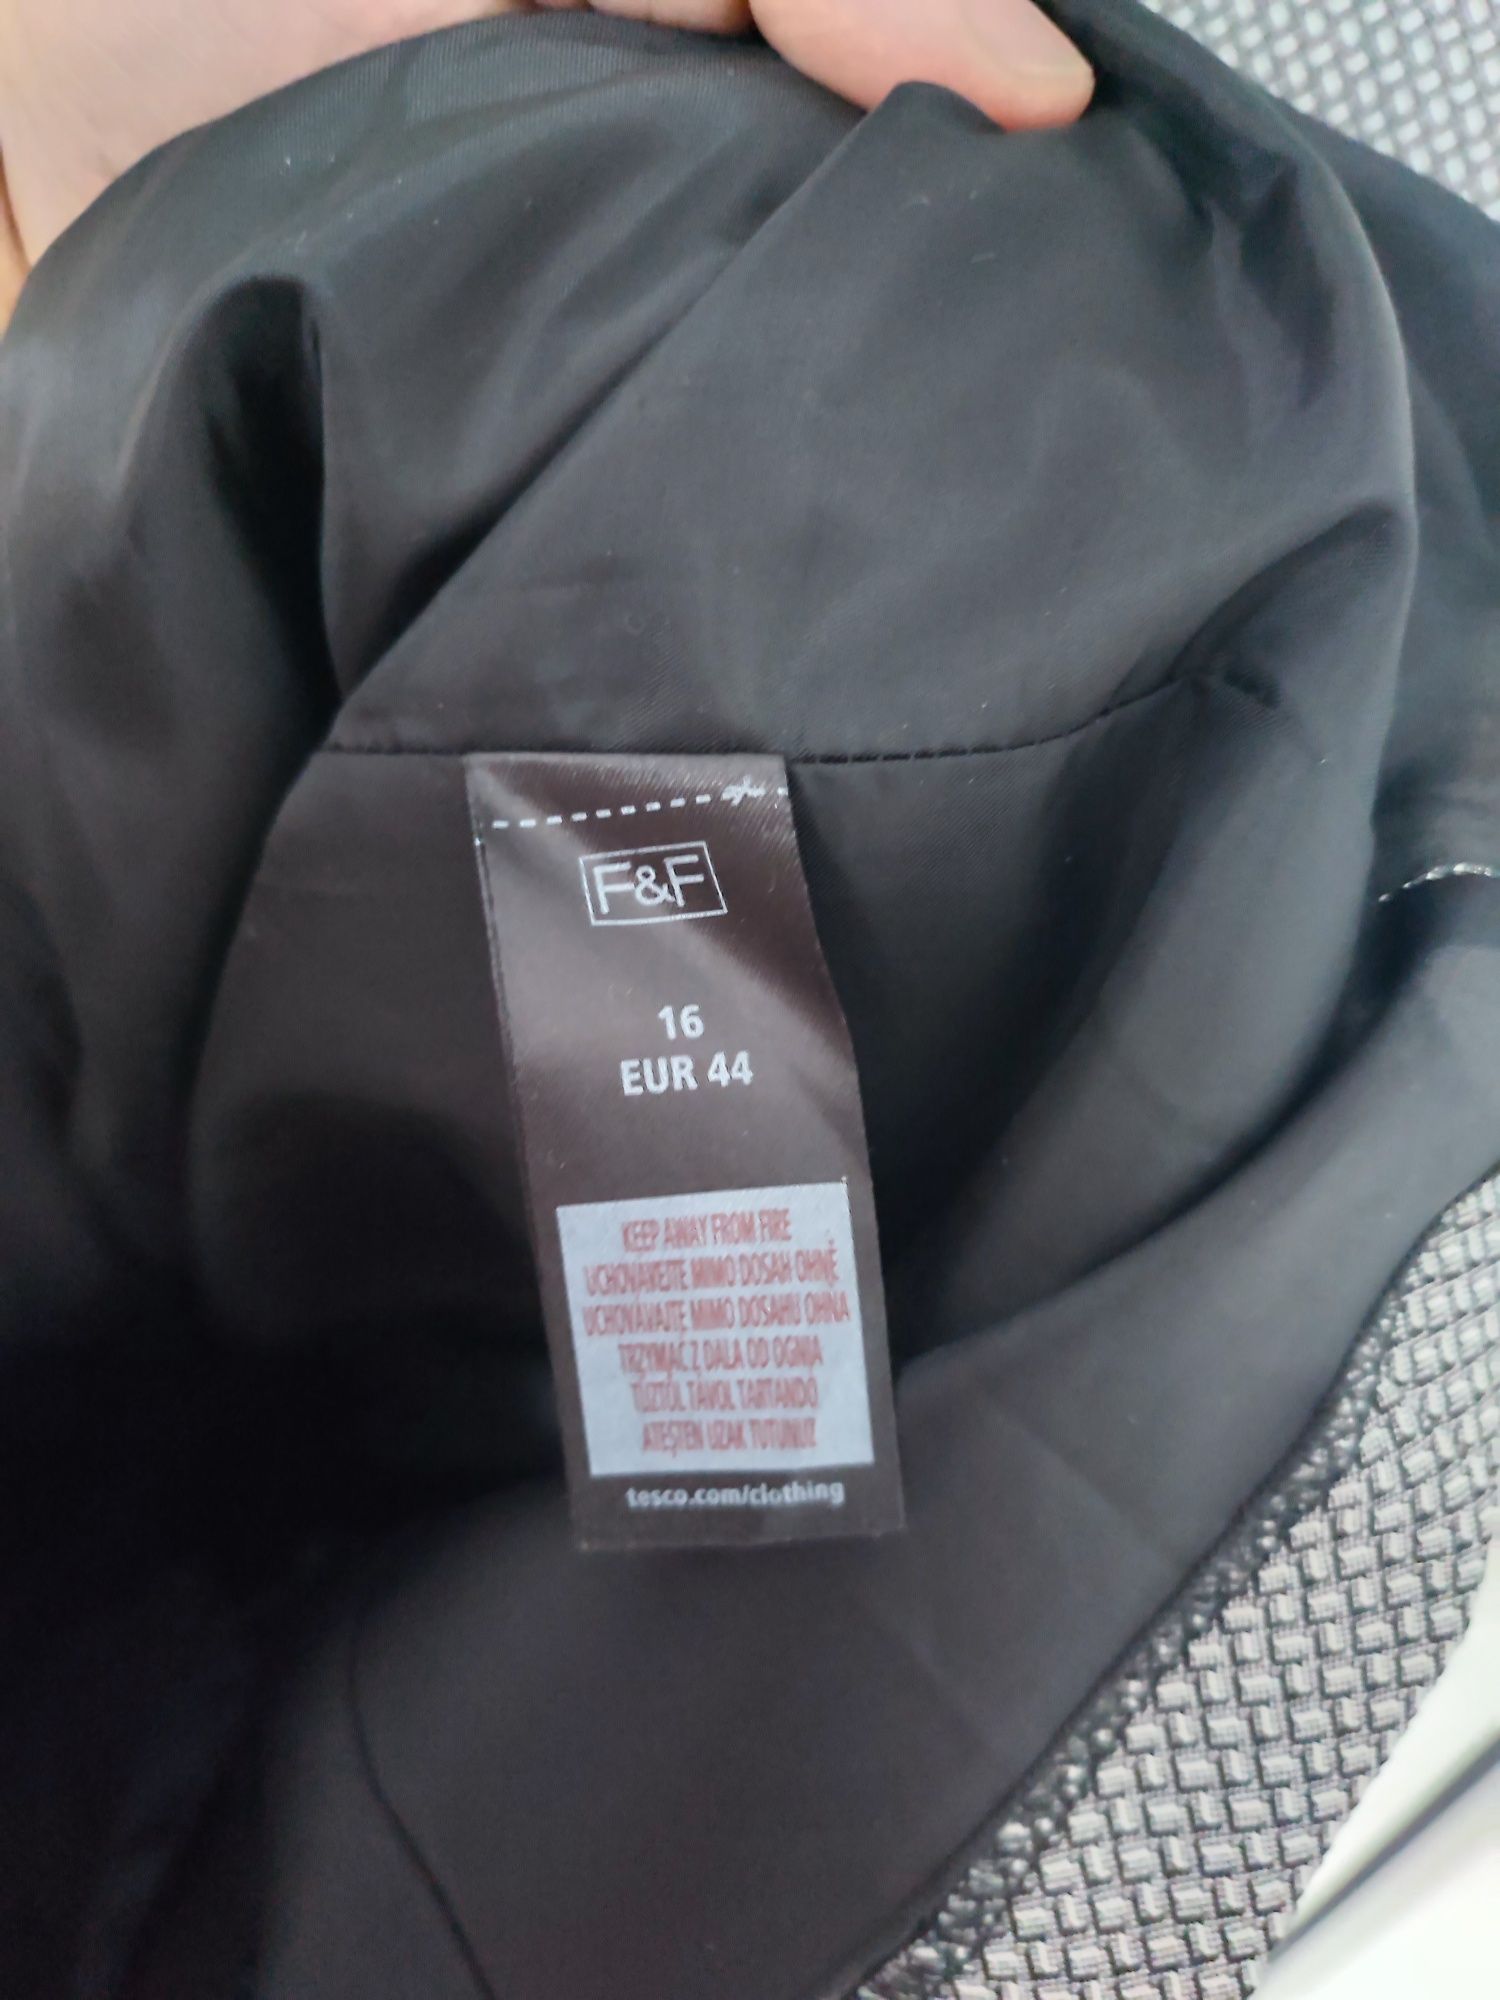 F&F
16
EUR 44
KEEP AWAY FROM FIRE
UCHOVÁVEJTE MIMO DOSAH OHNĚ
UCHOVÁVAJTE MIMO DOSAHU OHŇA
TRZYMAĆ Z DALA OD OGNIA
TŰZTŐL TÁVOL TARTANDÓ
ATEŞTEN UZAK TUTUNUZ
tesco.com/clothing